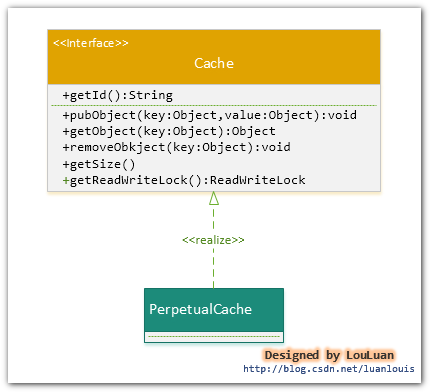 <<Interface>>
Cache
+getId():String
+pubObject(key:Object,value:Object):void
+getObject(key:Object):Object
+removeObkject(key:Object):void
+getSize()
+getReadWriteLock():ReadWriteLock
<<realize>>
PerpetualCache
Designed by LouLuan
http://blog.csdn.net/luanlouis